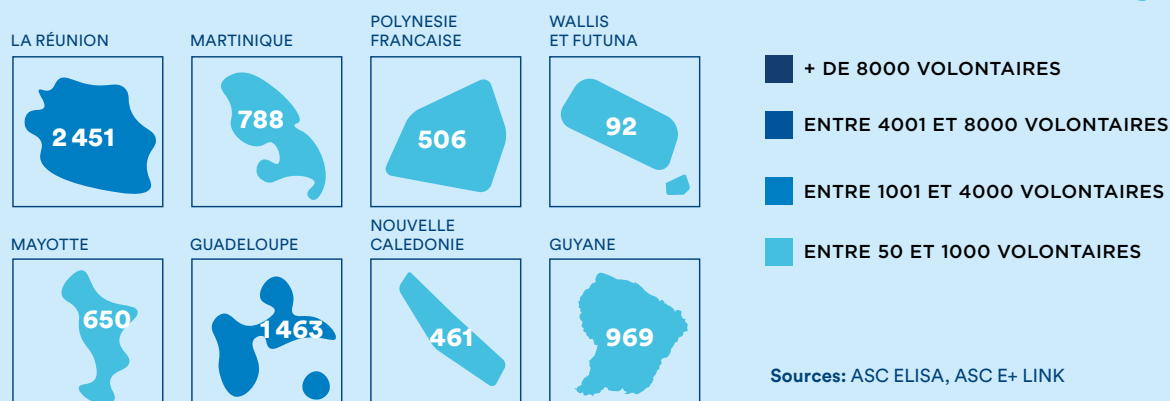 LA RÉUNION
MARTINIQUE
POLYNESIE
FRANCAISE
WALLIS
ET FUTUNA
2 451
788
506
92
MAYOTTE
GUADELOUPE
NOUVELLE
CALEDONIE
GUYANE
650
1 463
461
969
+ DE 8000 VOLONTAIRES
ENTRE 4001 ET 8000 VOLONTAIRES
ENTRE 1001 ET 4000 VOLONTAIRES
ENTRE 50 ET 1000 VOLONTAIRES
Sources: ASC ELISA, ASC E+ LINK